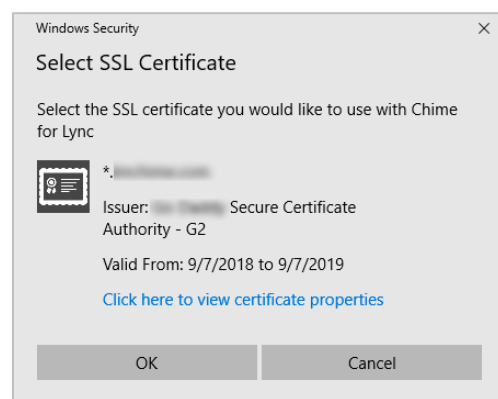 Windows Security
Select SSL Certificate
Select the SSL certificate you would like to use with Chime
for Lync
*.
Issuer: Secure Certificate
Authority - G2
Valid From: 9/7/2018 to 9/7/2019
Click here to view certificate properties
OK
Cancel